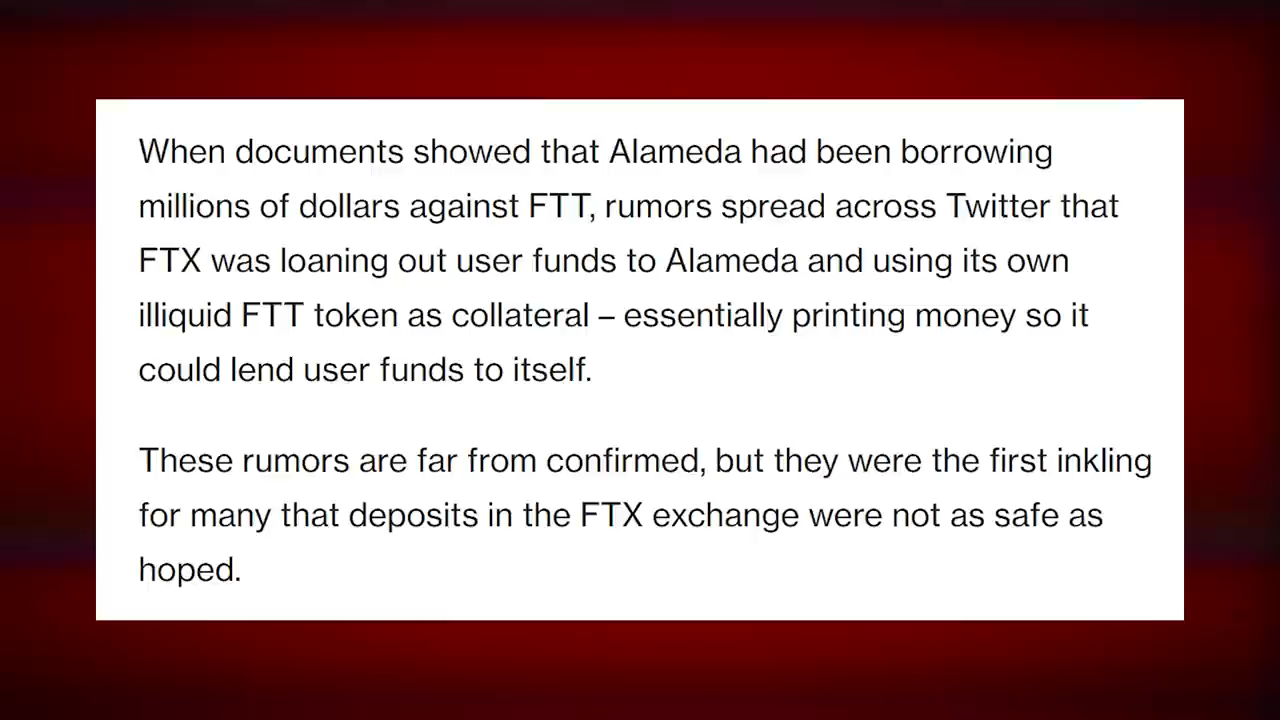 When documents showed that Alameda had been borrowing
millions of dollars against FTT, rumors spread across Twitter that
FTX was loaning out user funds to Alameda and using its own
illiquid FTT token as collateral – essentially printing money so it
could lend user funds to itself.
These rumors are far from confirmed, but they were the first inkling
for many that deposits in the FTX exchange were not as safe as
hoped.